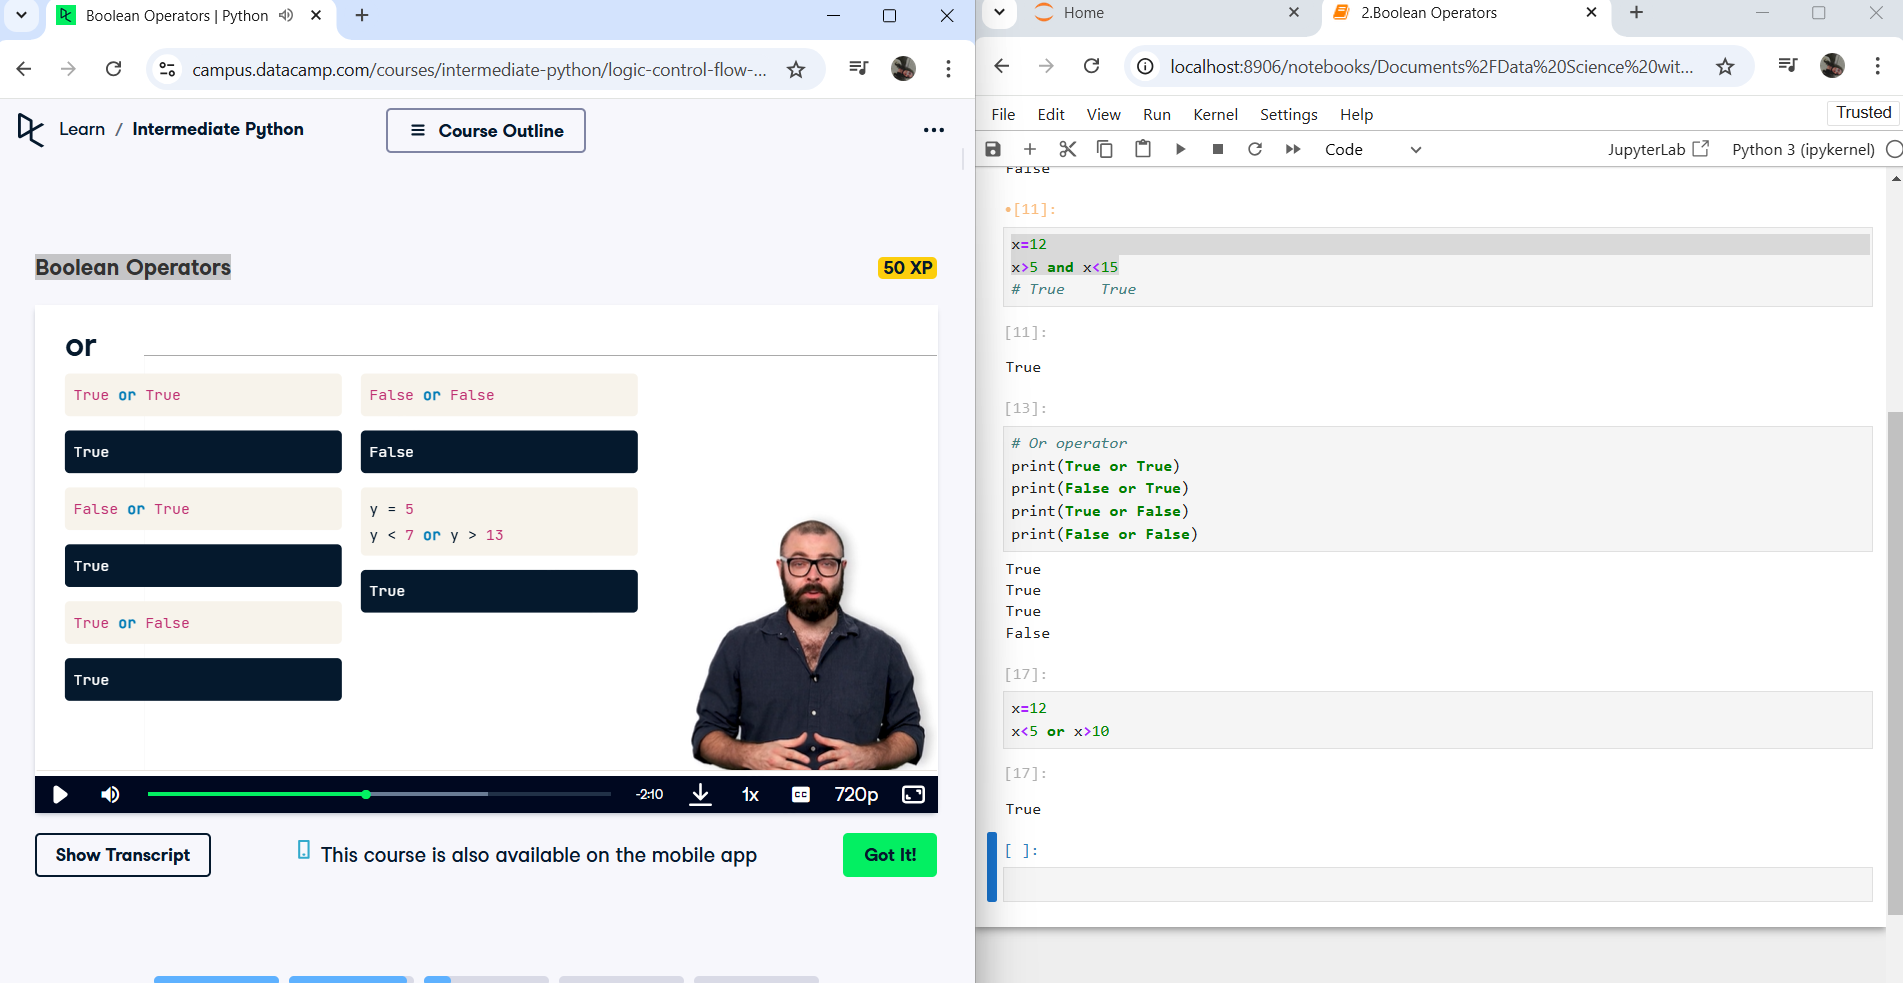 Boolean Operators | Python
campus.datacamp.com/courses/intermediate-python/logic-control-flow-...
Learn / Intermediate Python
Course Outline
Boolean Operators
50 XP
or
True or True
True
False or True
True
True or False
True
False or False
False
y = 5
y < 7 or y > 13
True
-2:10
1x
CC
720p
Show Transcript
This course is also available on the mobile app
Got It!
Home
2.Boolean Operators
localhost:8906/notebooks/Documents%2FData%20Science%20wit...
File Edit View Run Kernel Settings Help
Trusted
Code
JupyterLab
Python 3 (ipykernel)
False
•[11]:
x=12
x>5 and x<15
# True    True
[11]:
True
[13]:
# Or operator
print(True or True)
print(False or True)
print(True or False)
print(False or False)
True
True
True
False
[17]:
x=12
x<5 or x>10
[17]:
True
[ ]: